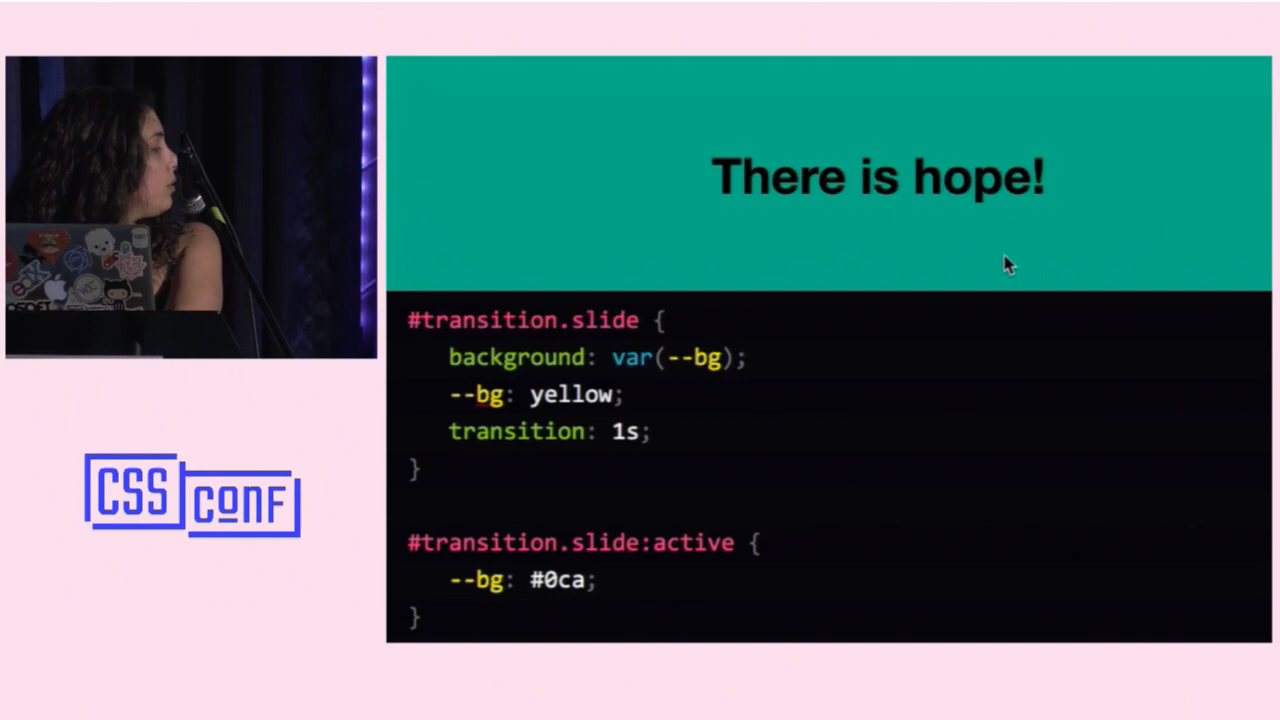 There is hope!
#transition.slide {
background: var(--bg);
--bg: yellow;
transition: 1s;
}
#transition.slide:active {
--bg: #0ca;
}
CSS
CONF